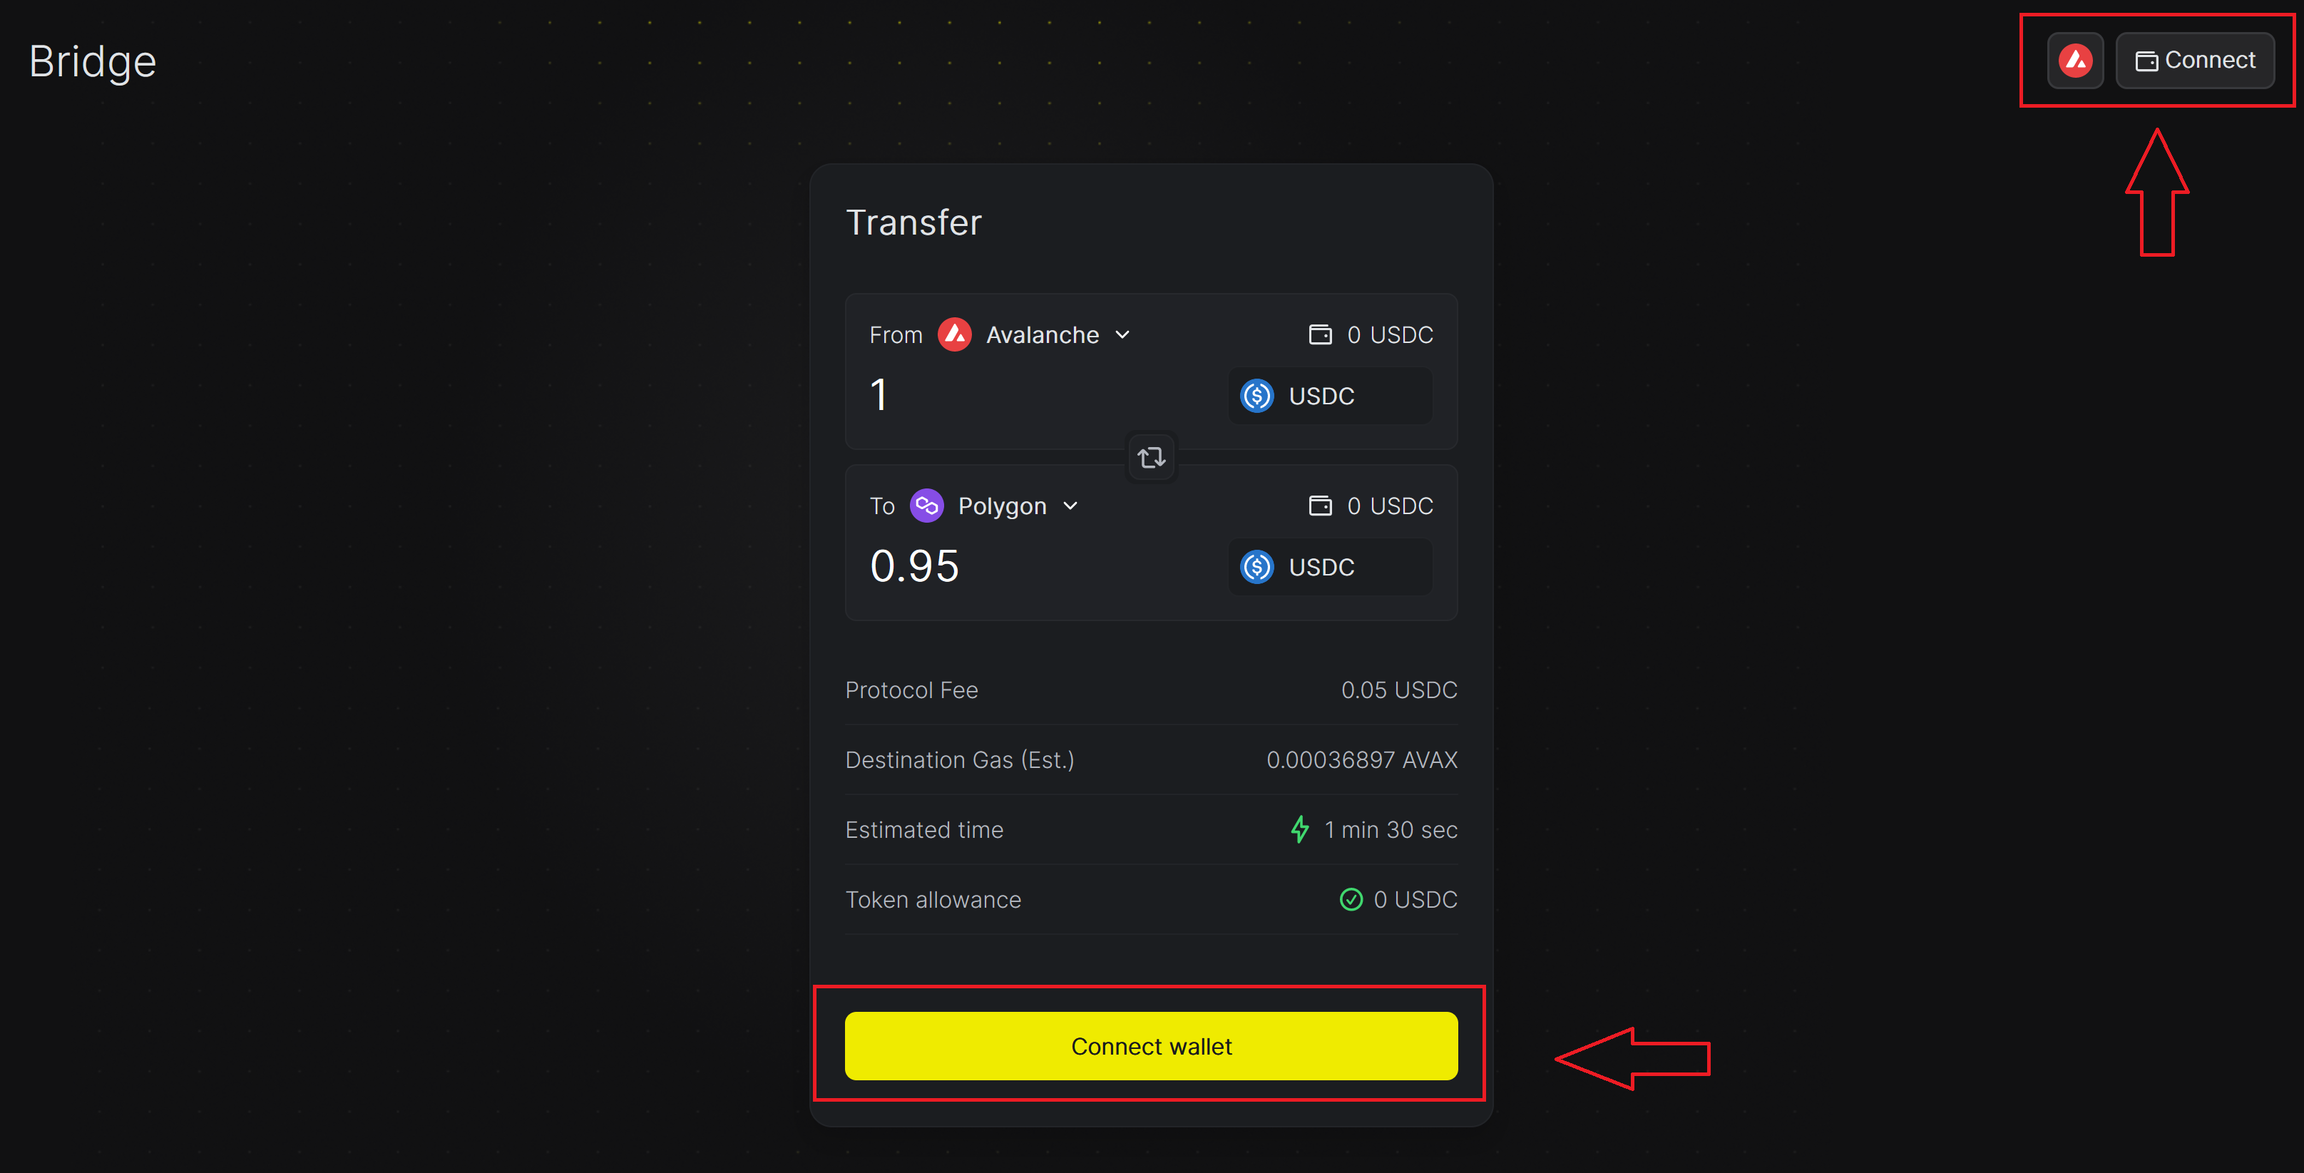 Bridge
Connect
Transfer
From Avalanche 0 USDC
1 USDC
To Polygon 0 USDC
0.95 USDC
Protocol Fee 0.05 USDC
Destination Gas (Est.) 0.00036897 AVAX
Estimated time 1 min 30 sec
Token allowance 0 USDC
Connect wallet